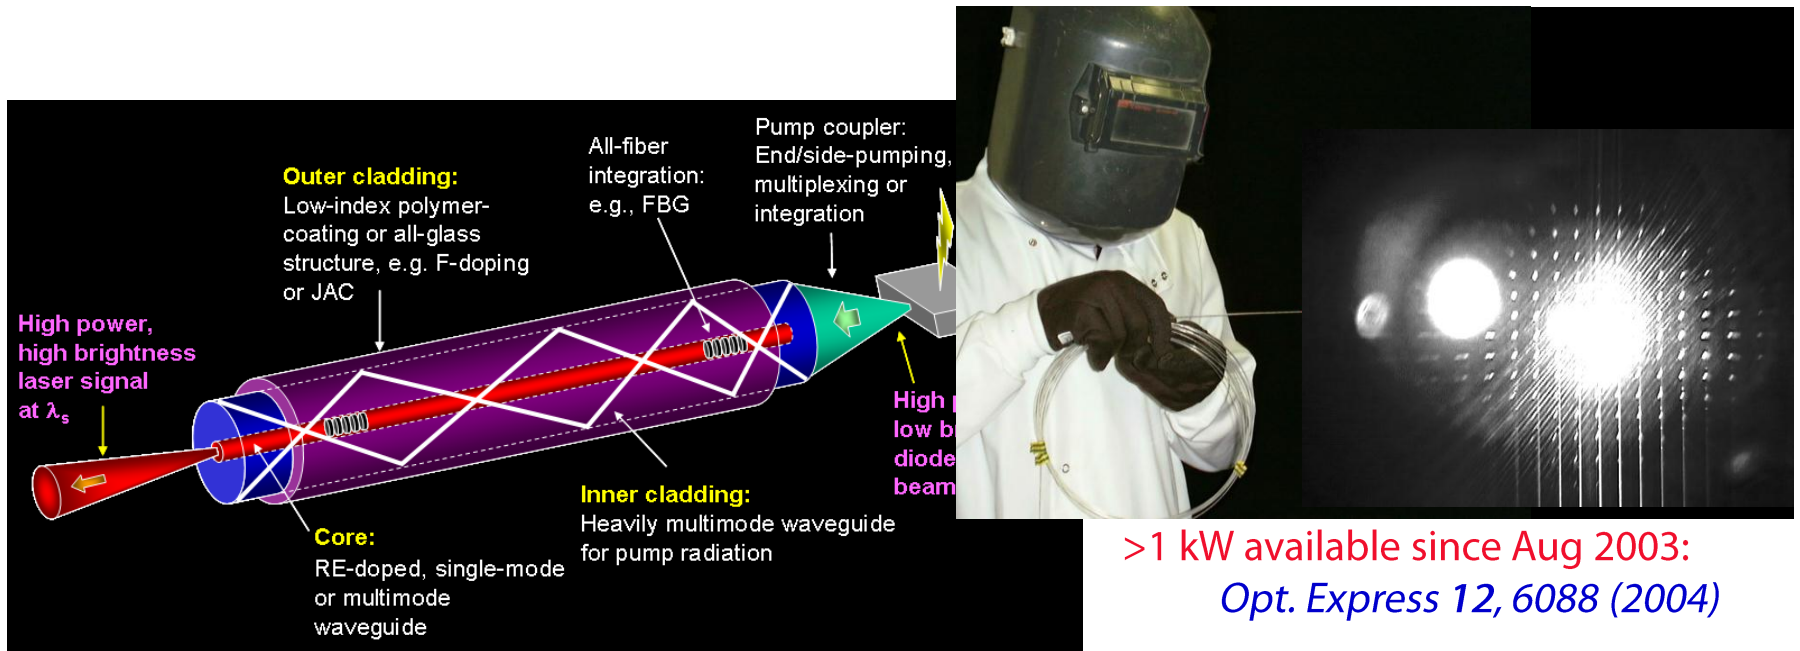 Outer cladding:
Low-index polymer-
coating or all-glass
structure, e.g. F-doping
or JAC
All-fiber
integration:
e.g., FBG
Pump coupler:
End/side-pumping,
multiplexing or
integration
High power,
high brightness
laser signal
at λs
High
low
diode
beam
Inner cladding:
Heavily multimode waveguide
for pump radiation
Core:
RE-doped, single-mode
or multimode
waveguide
>1 kW available since Aug 2003:
Opt. Express 12, 6088 (2004)